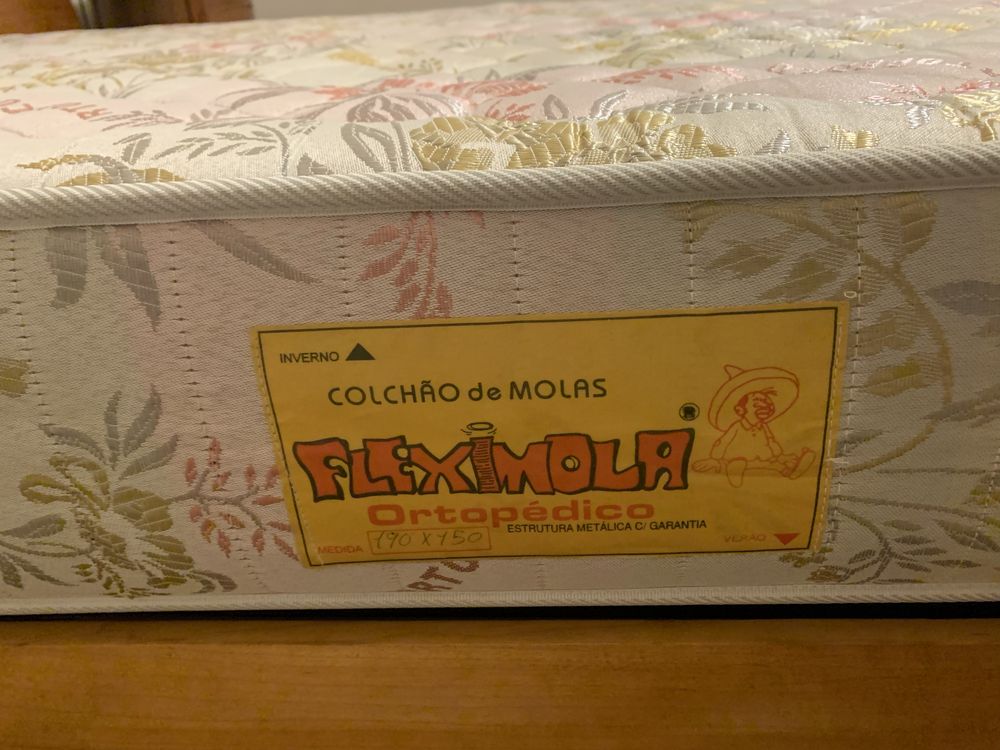 INVERNO ▲
COLCHÃO de MOLAS
FLEXIMOLA ®
Ortopédico
ESTRUTURA METÁLICA C/ GARANTIA
MEDIDA 190 X 150
VERÃO ▼